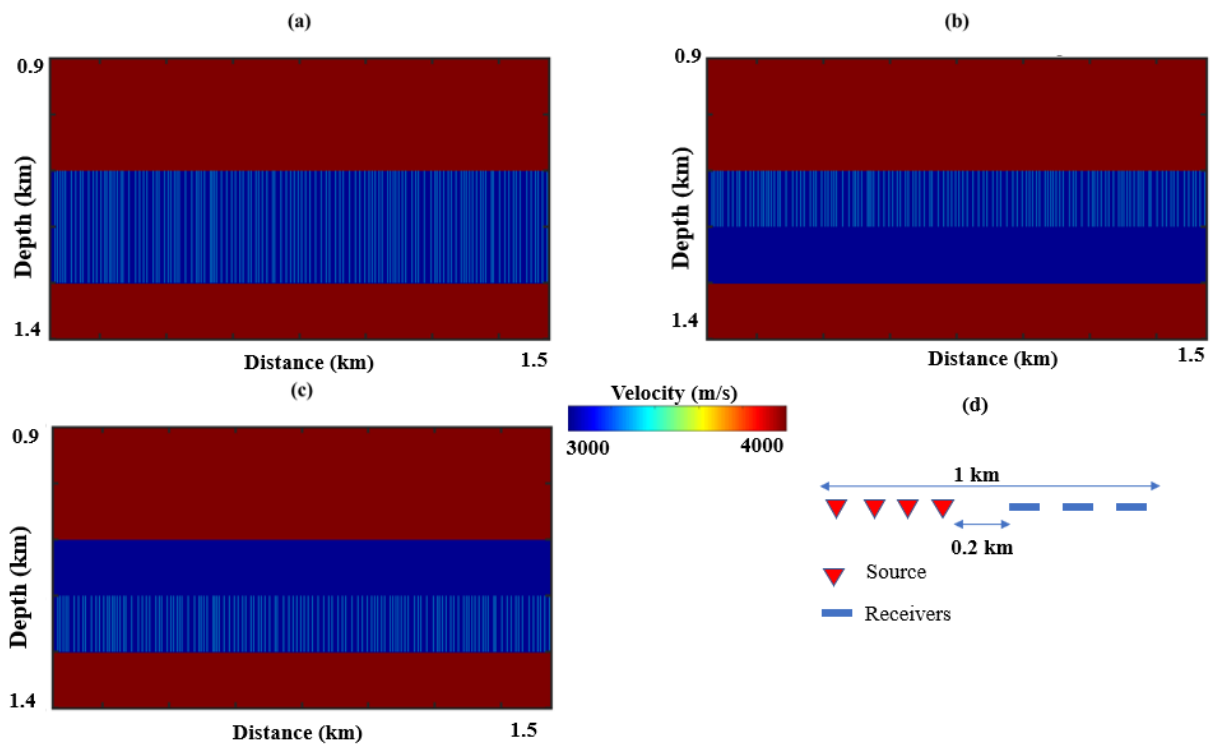 (a)
0.9
Depth (km)
1.4
Distance (km)
1.5
(b)
0.9
Depth (km)
1.4
Distance (km)
1.5
(c)
0.9
Depth (km)
1.4
Distance (km)
1.5
Velocity (m/s)
3000
4000
(d)
1 km
0.2 km
Source
Receivers